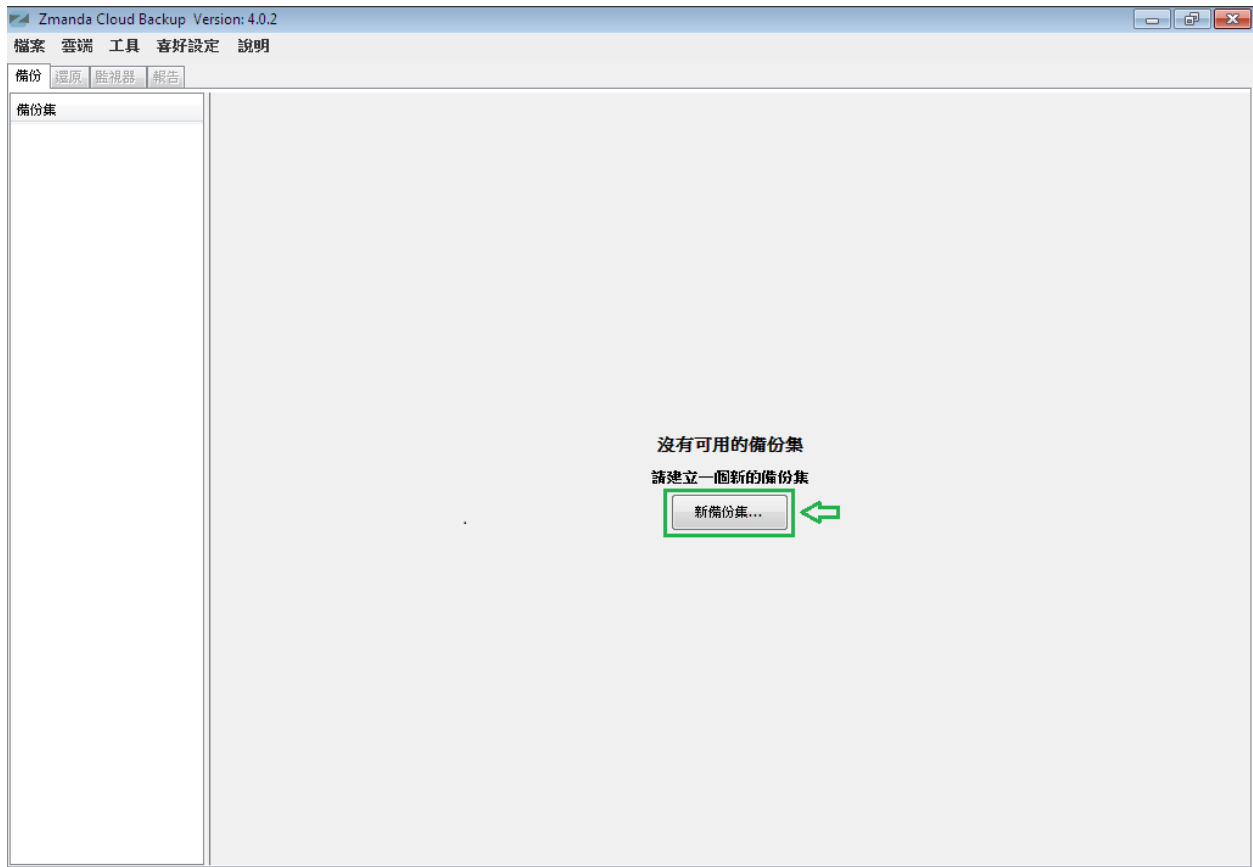 Zmanda Cloud Backup Version: 4.0.2
檔案 雲端 工具 喜好設定 說明
備份 還原 監視器 報告
備份集
沒有可用的備份集
請建立一個新的備份集
新備份集...